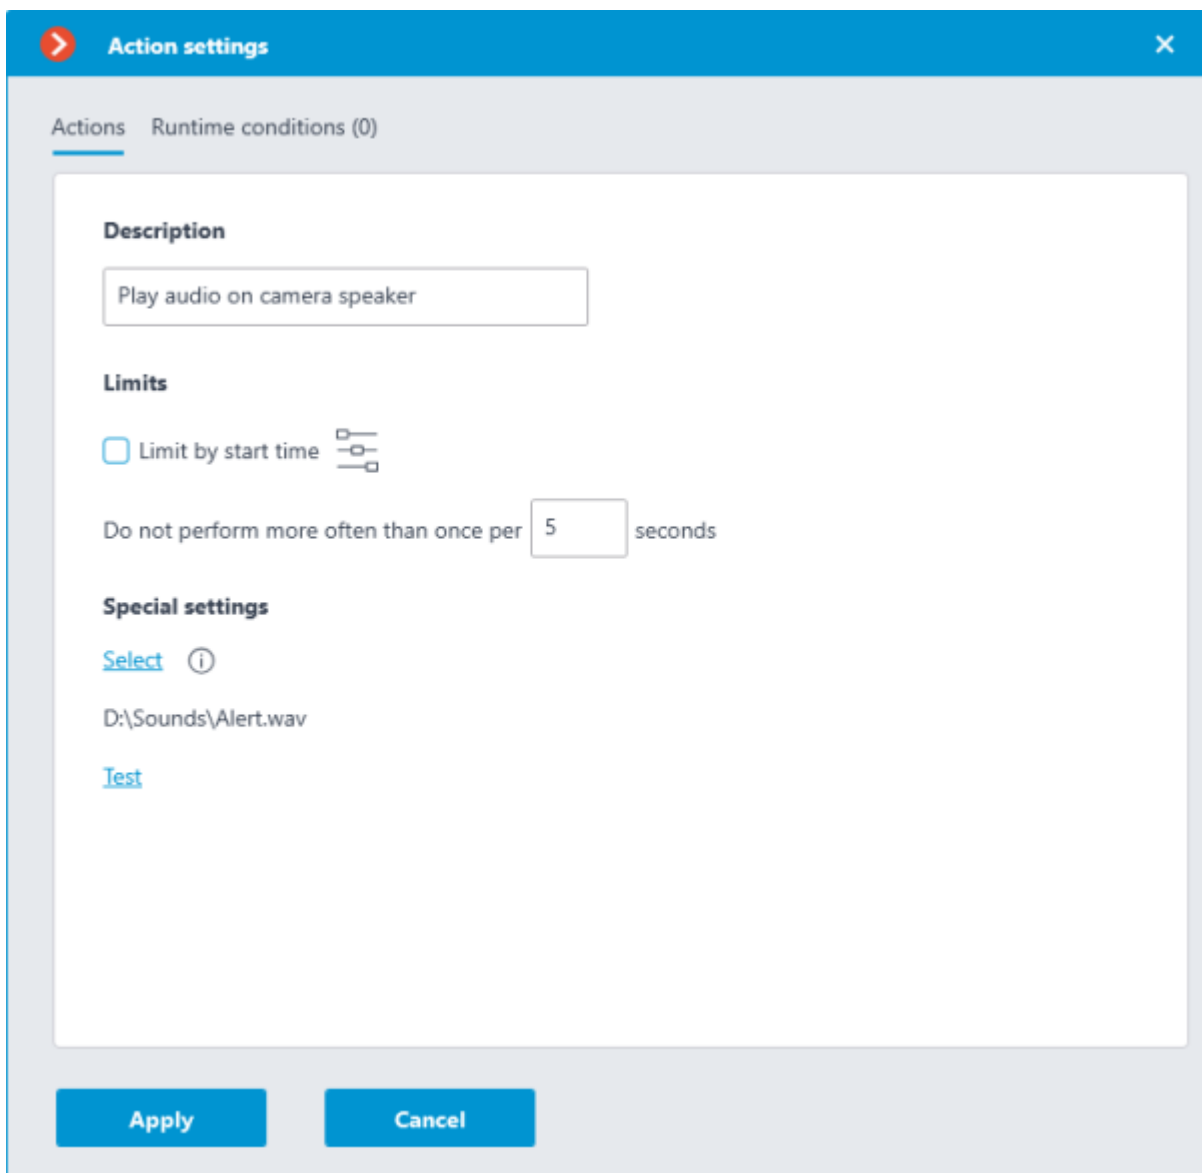 Action settings
Actions Runtime conditions (0)
Description
Play audio on camera speaker
Limits
Limit by start time
Do not perform more often than once per 5 seconds
Special settings
Select
D:\Sounds\Alert.wav
Test
Apply Cancel